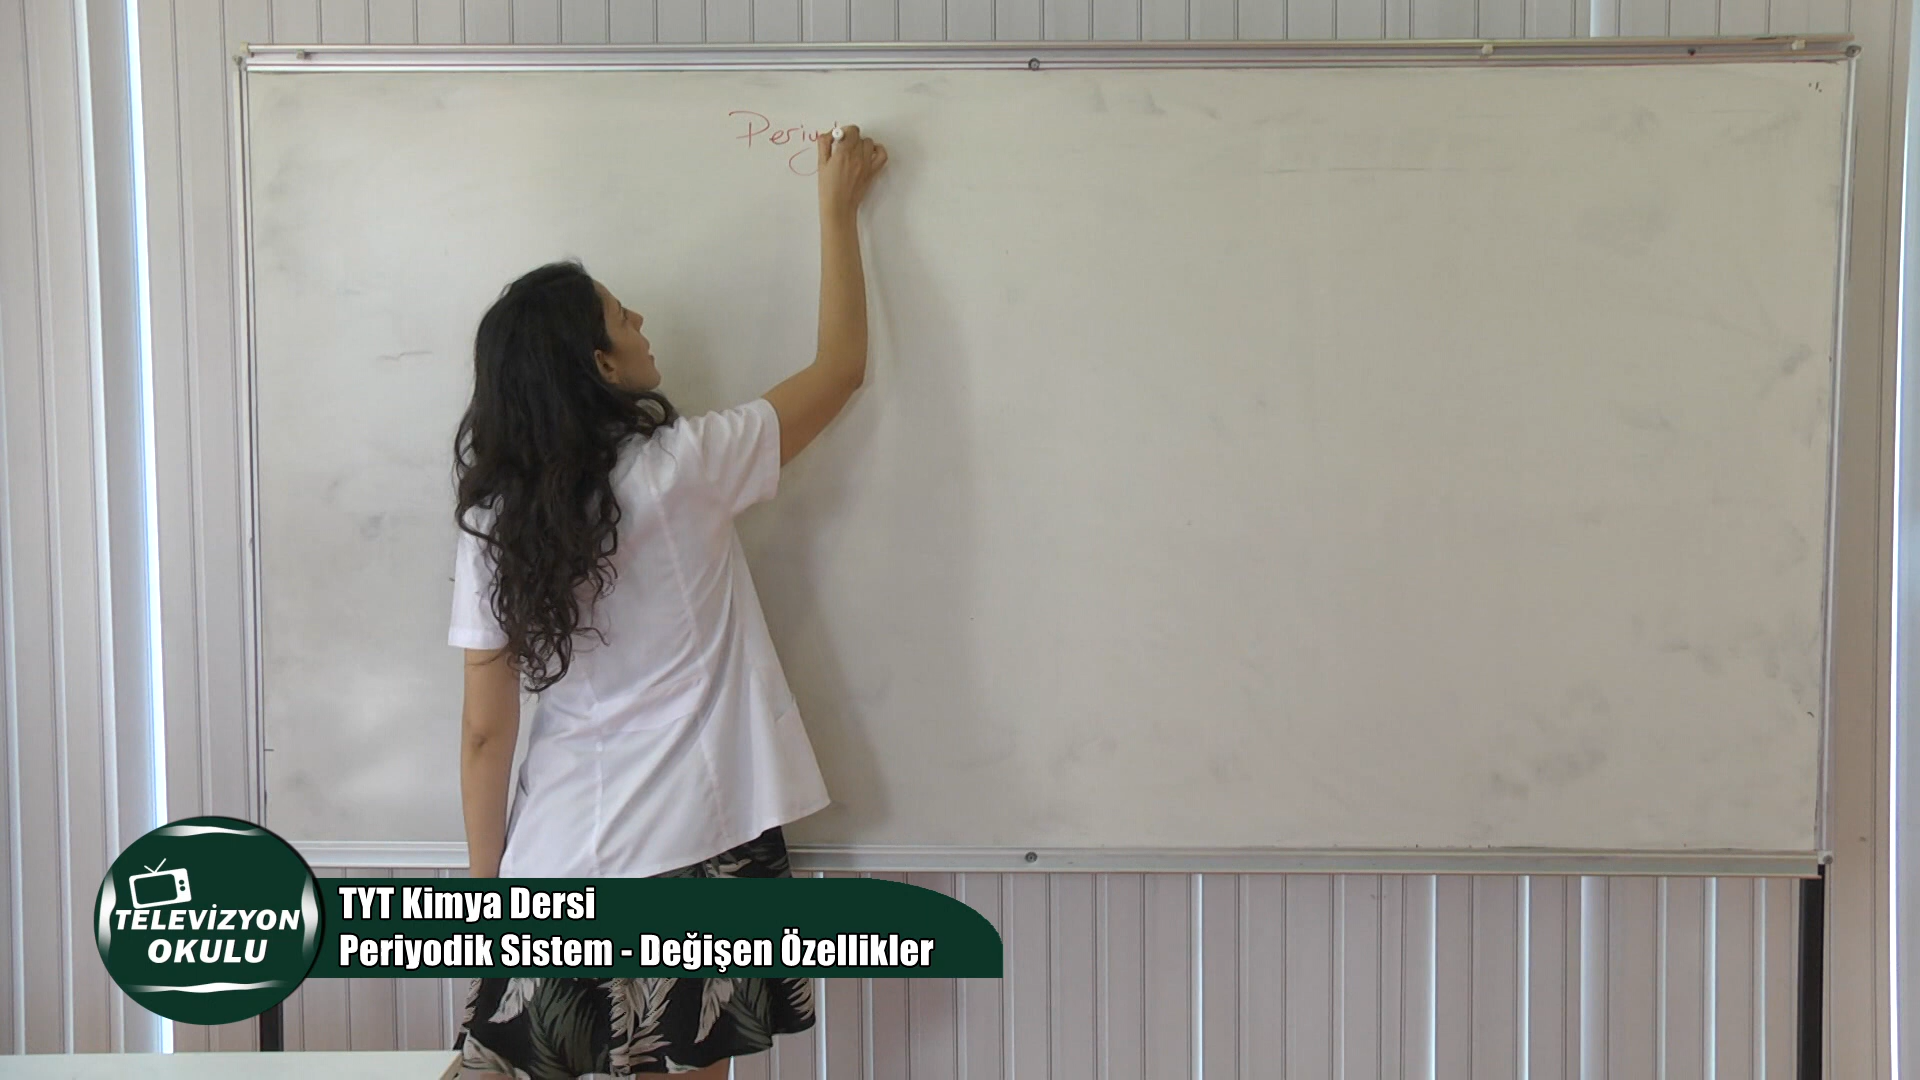 Periy
TELEVİZYON
OKULU
TYT Kimya Dersi
Periyodik Sistem - Değişen Özellikler